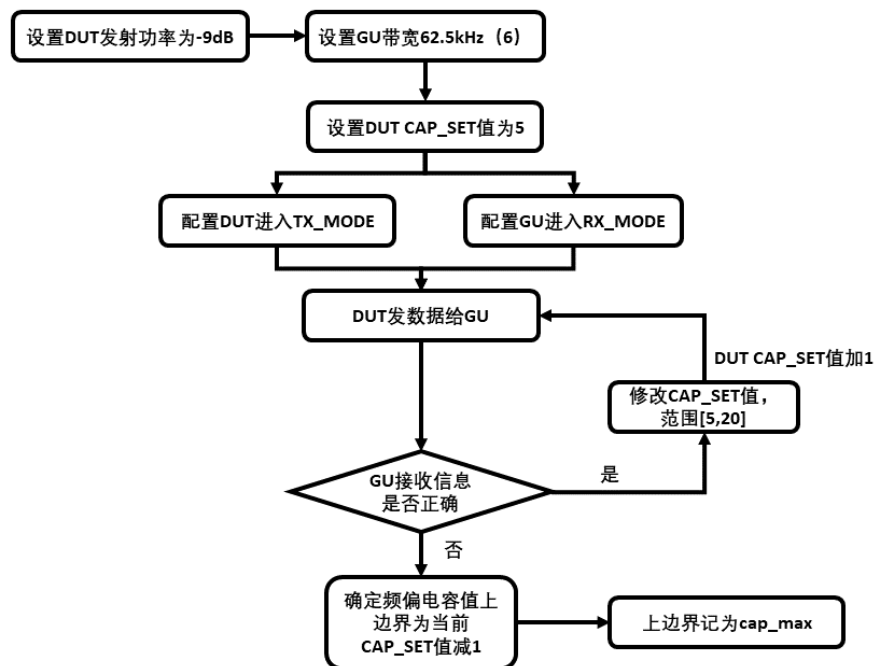 设置DUT发射功率为-9dB
设置GU带宽62.5kHz（6）
设置DUT CAP_SET值为5
配置DUT进入TX_MODE
配置GU进入RX_MODE
DUT发数据给GU
DUT CAP_SET值加1
修改CAP_SET值，
范围[5,20]
GU接收信息
是否正确
是
否
确定频偏电容值上
边界为当前
CAP_SET值减1
上边界记为cap_max